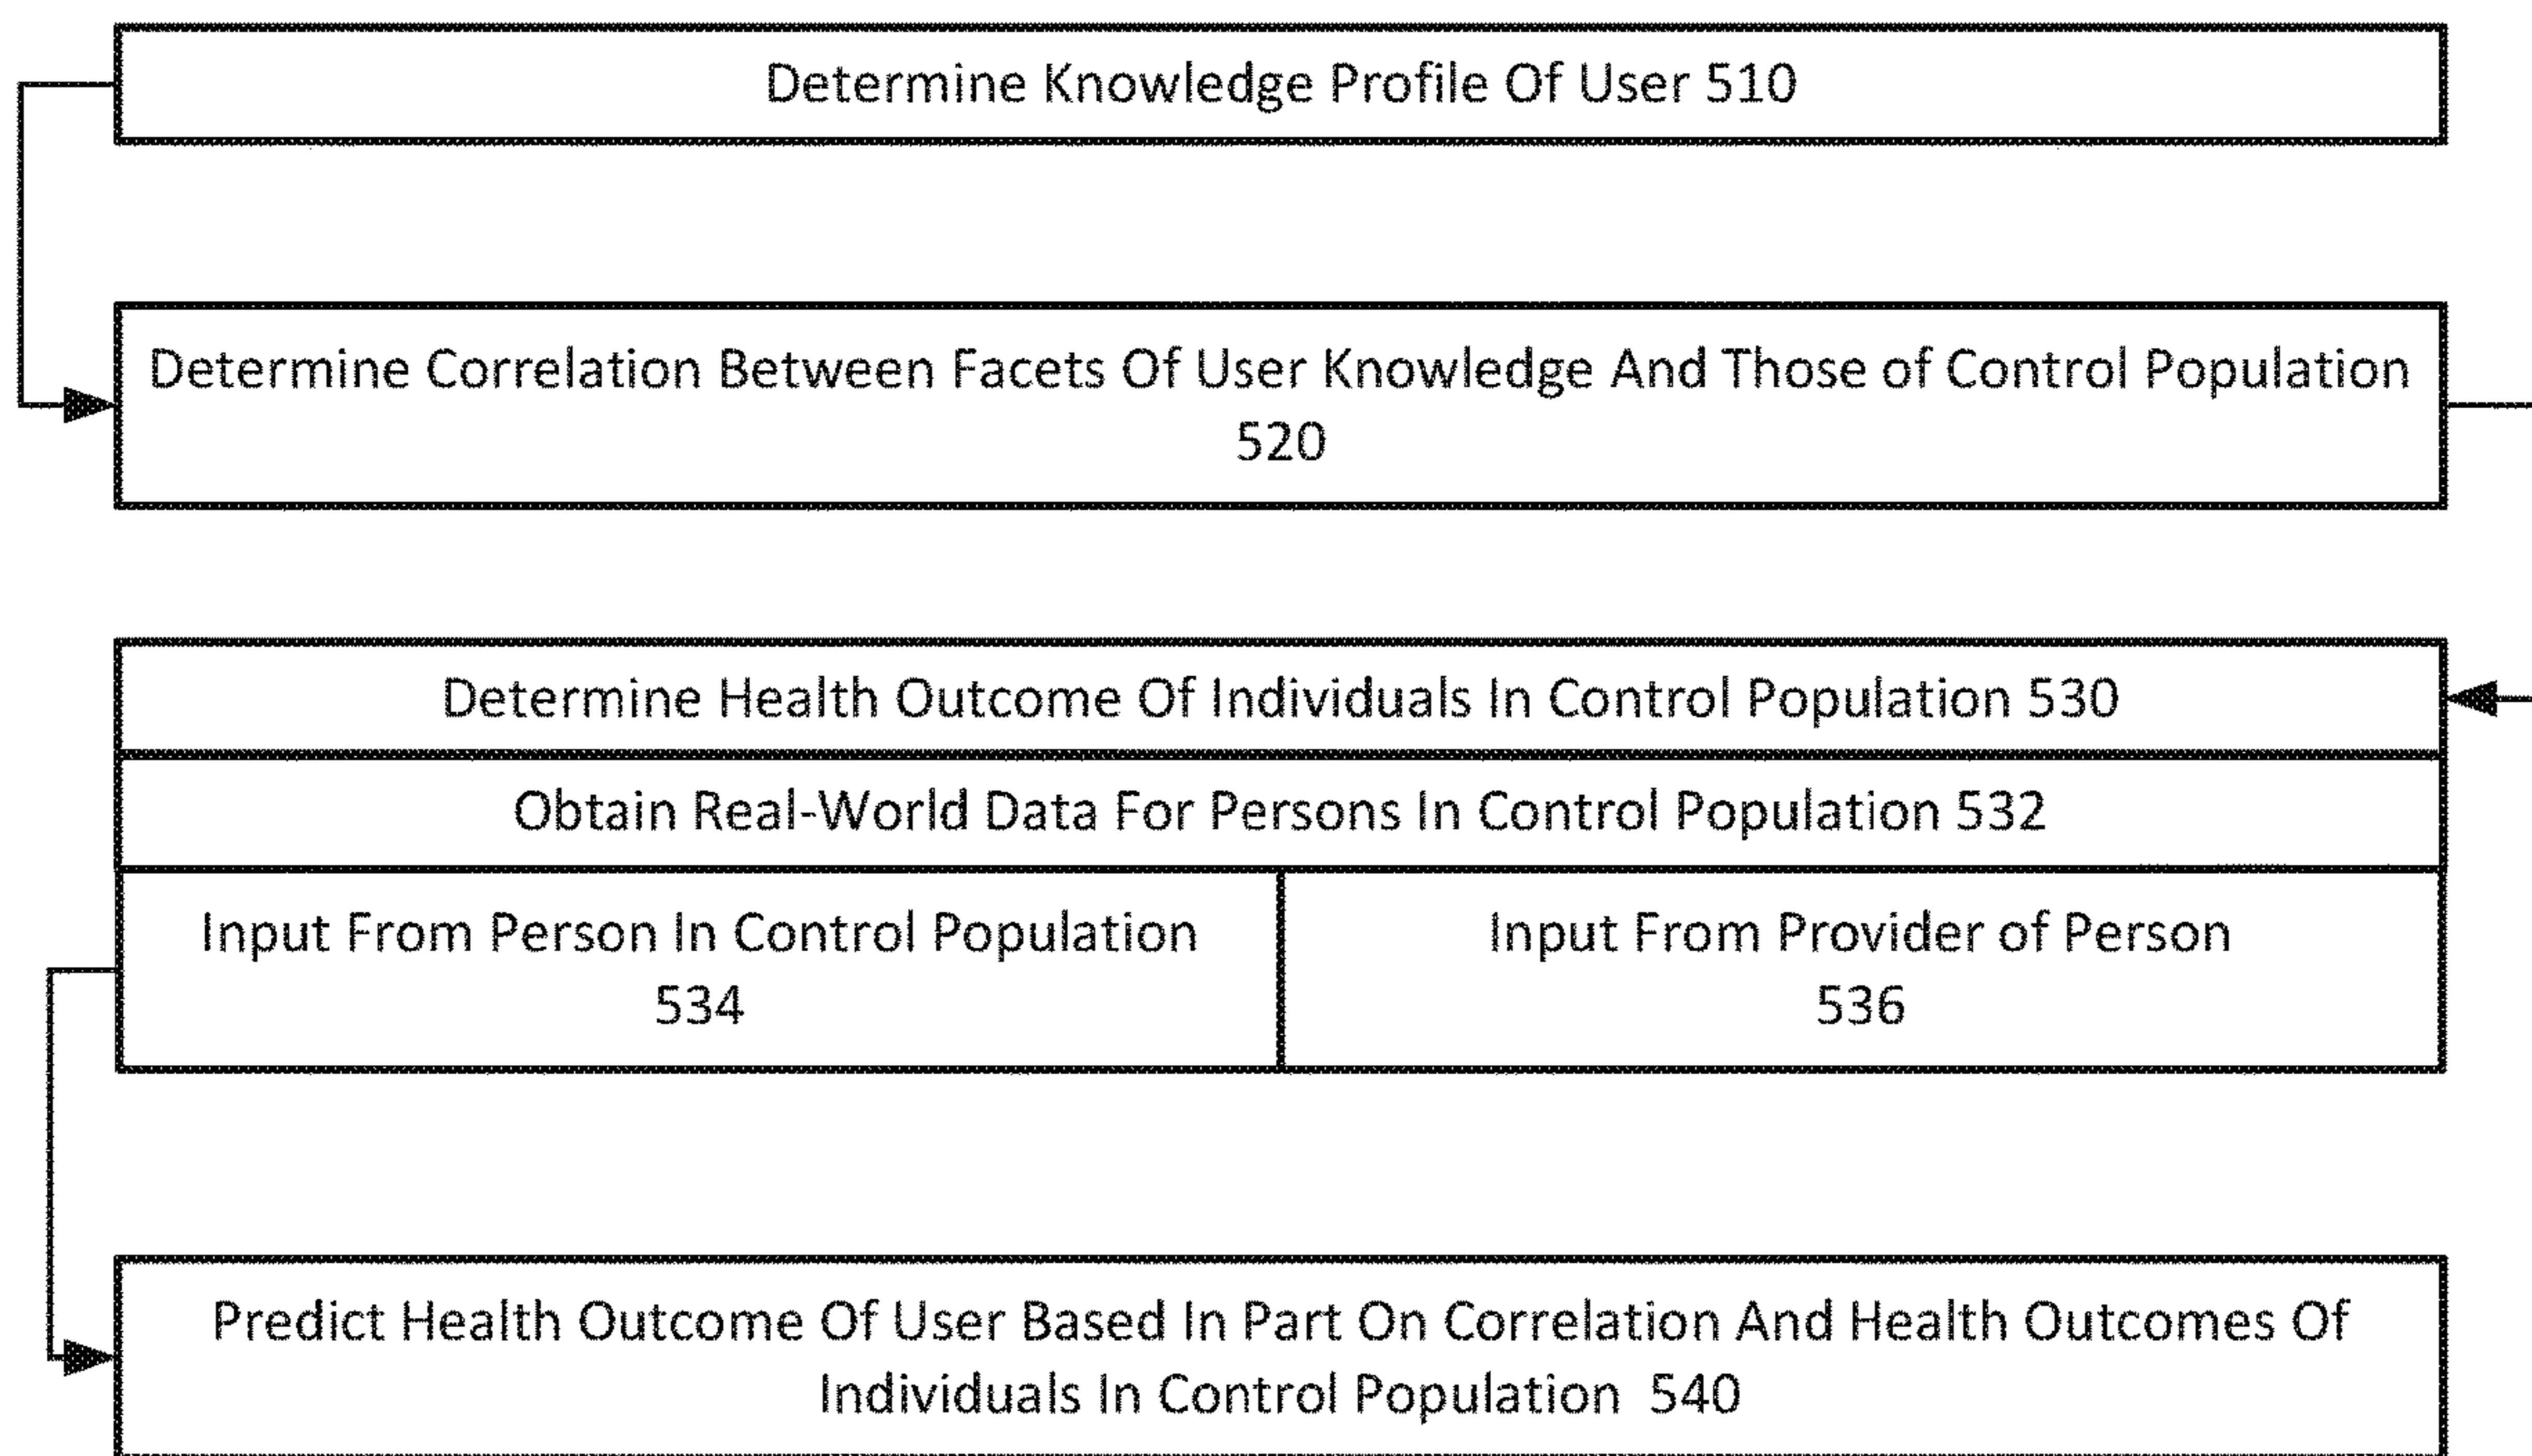 Determine Knowledge Profile Of User 510
Determine Correlation Between Facets Of User Knowledge And Those of Control Population
520
Determine Health Outcome Of Individuals In Control Population 530
Obtain Real-World Data For Persons In Control Population 532
Input From Person In Control Population
534
Input From Provider of Person
536
Predict Health Outcome Of User Based In Part On Correlation And Health Outcomes Of
Individuals In Control Population 540